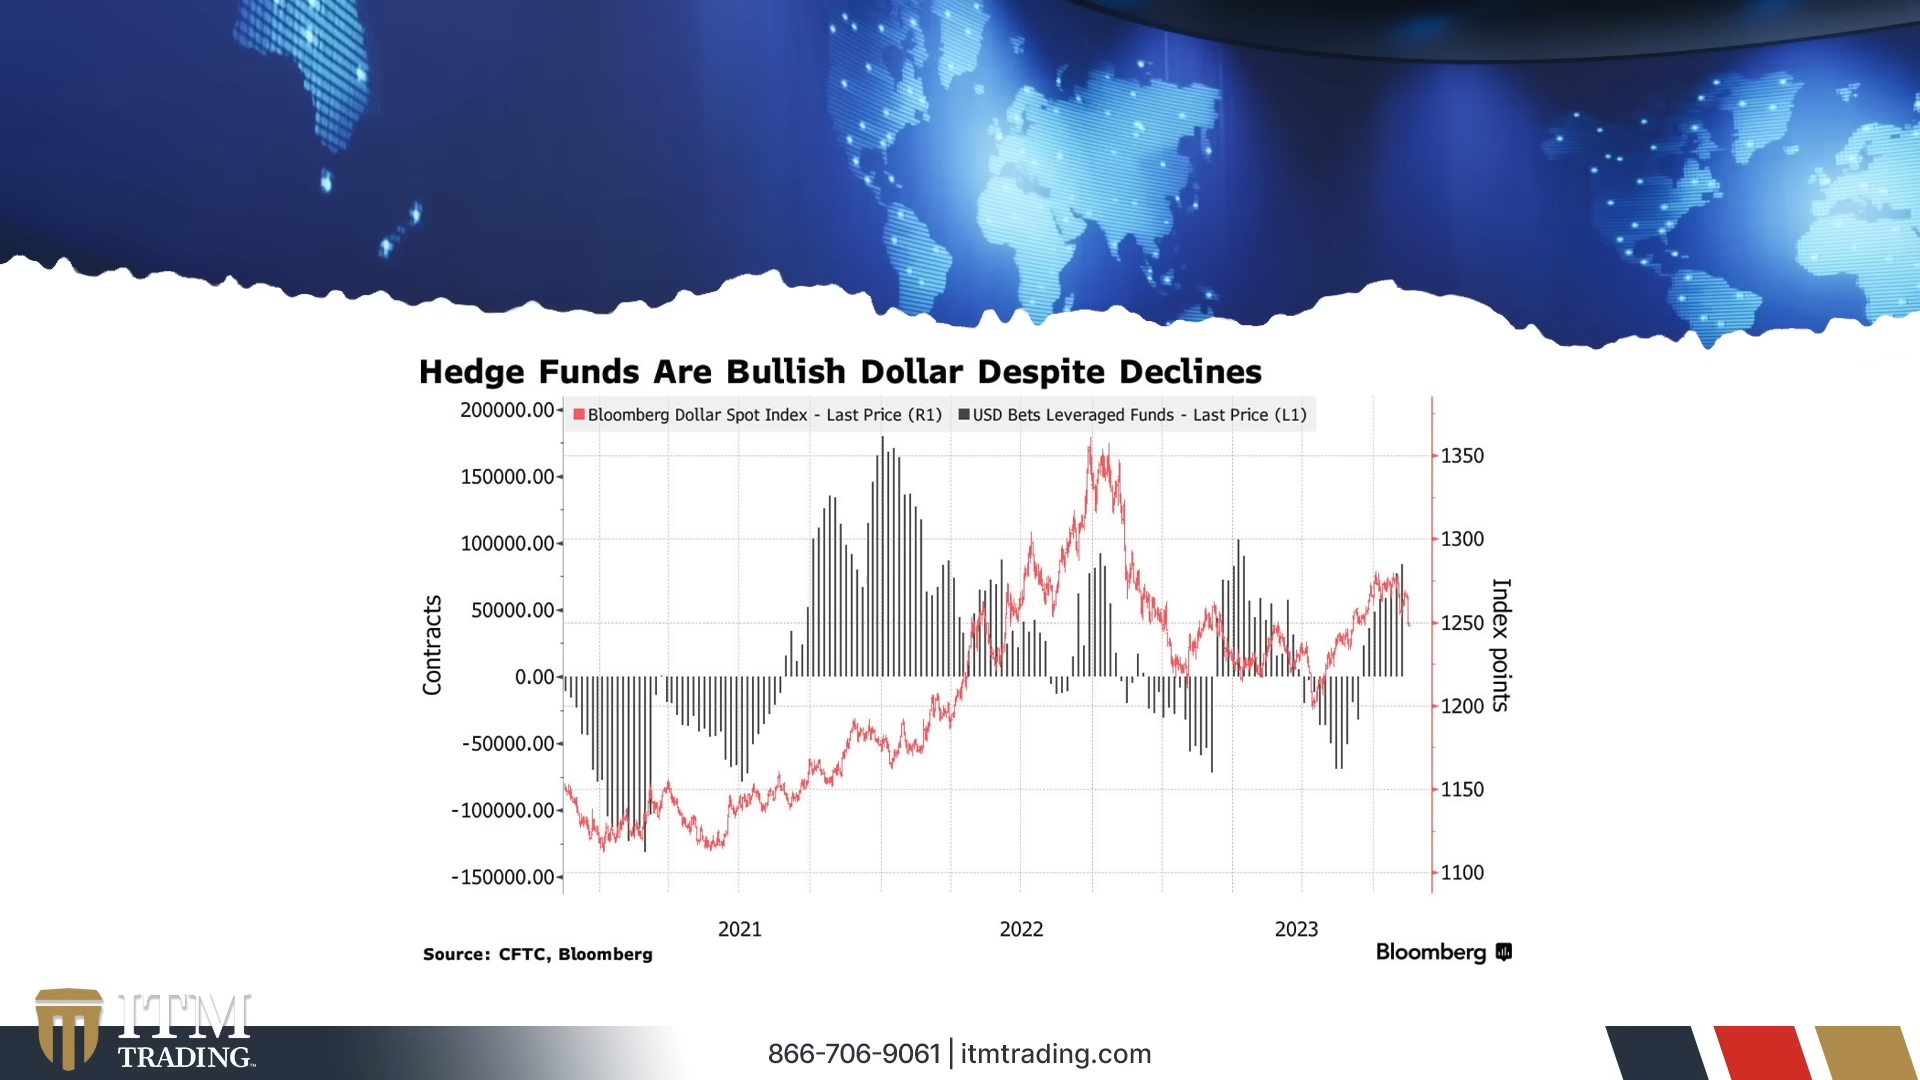 Hedge Funds Are Bullish Dollar Despite Declines
Bloomberg Dollar Spot Index - Last Price (R1) USD Bets Leveraged Funds - Last Price (L1)
200000.00
150000.00
100000.00
50000.00
0.00
-50000.00
-100000.00
-150000.00
Contracts
1350
1300
1250
1200
1150
1100
Index points
2021 2022 2023
Source: CFTC, Bloomberg
Bloomberg
ITM
TRADING™
866-706-9061 | itmtrading.com